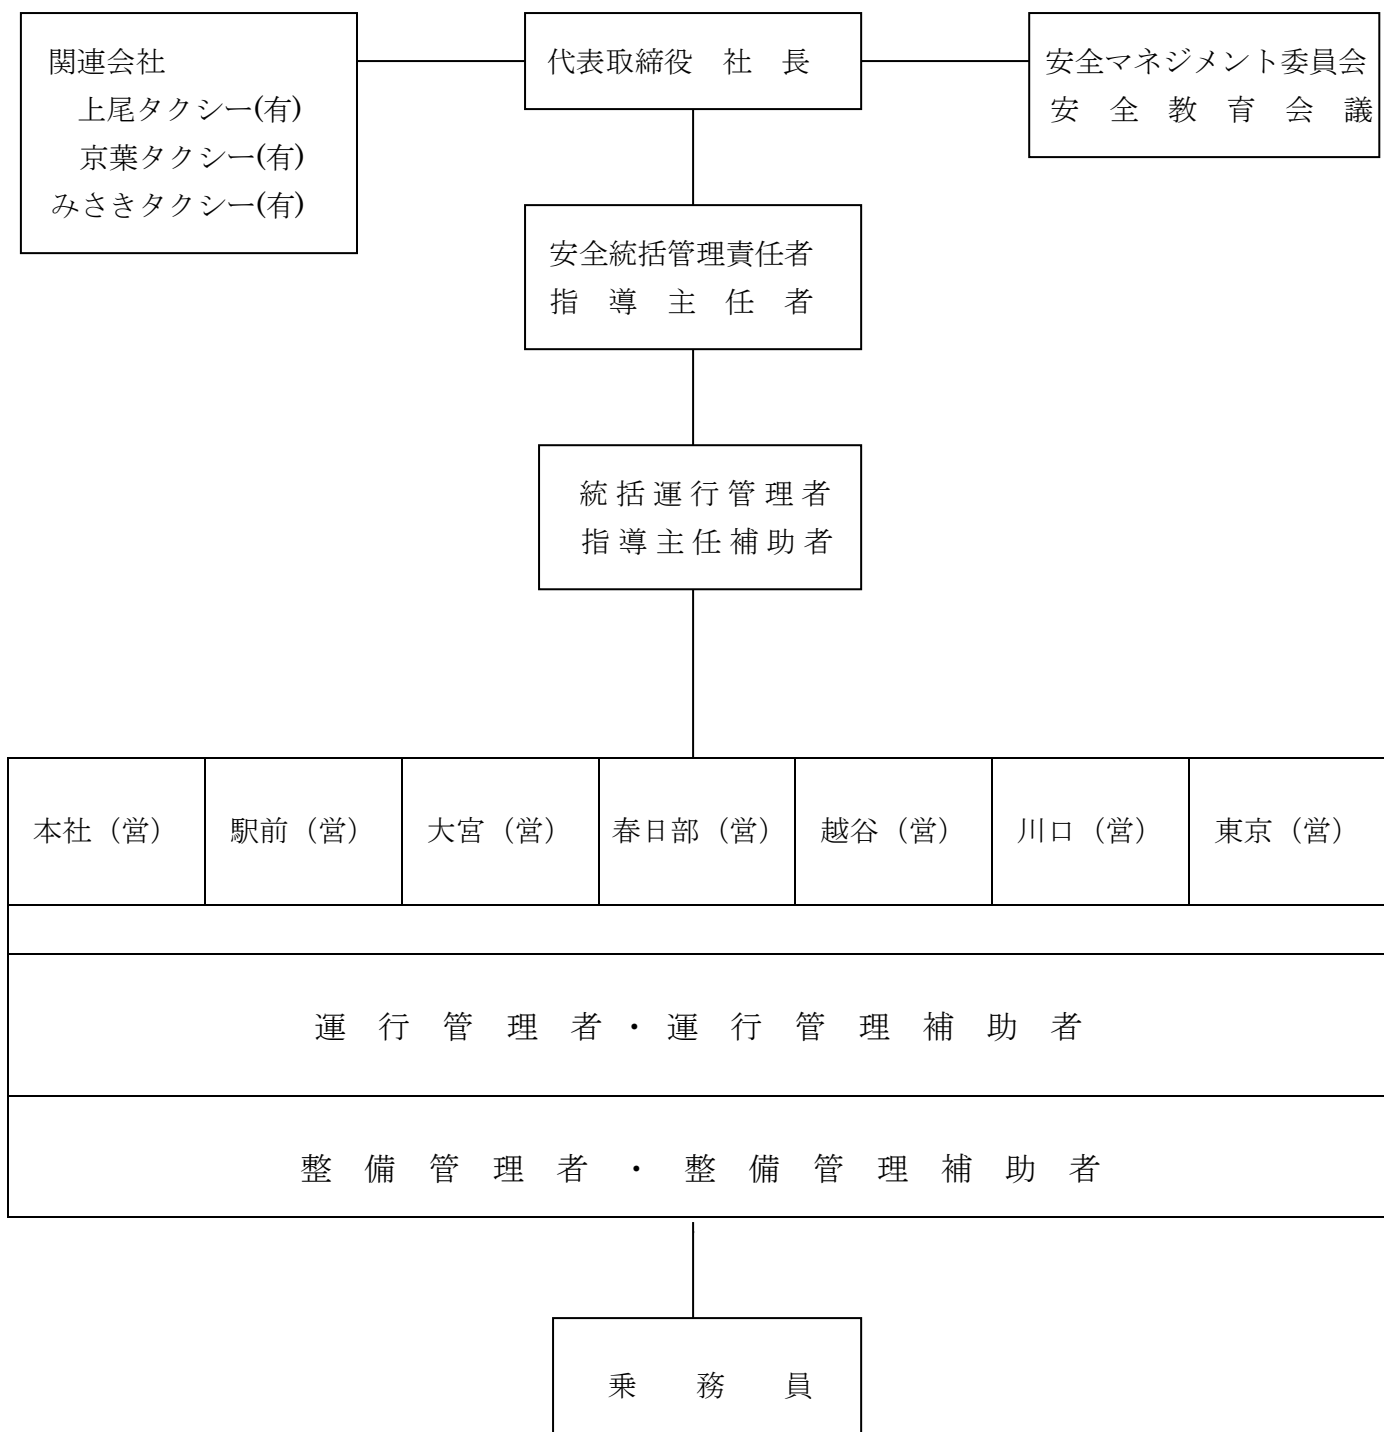 関連会社
上尾タクシー(有)
京葉タクシー(有)
みさきタクシー(有)
代表取締役 社 長
安全マネジメント委員会
安 全 教 育 会 議
安全統括管理責任者
指 導 主 任 者
統括運行管理者
指導主任補助者
本社（営）
駅前（営）
大宮（営）
春日部（営）
越谷（営）
川口（営）
東京（営）
運 行 管 理 者 ・ 運 行 管 理 補 助 者
整 備 管 理 者 ・ 整 備 管 理 補 助 者
乗 務 員